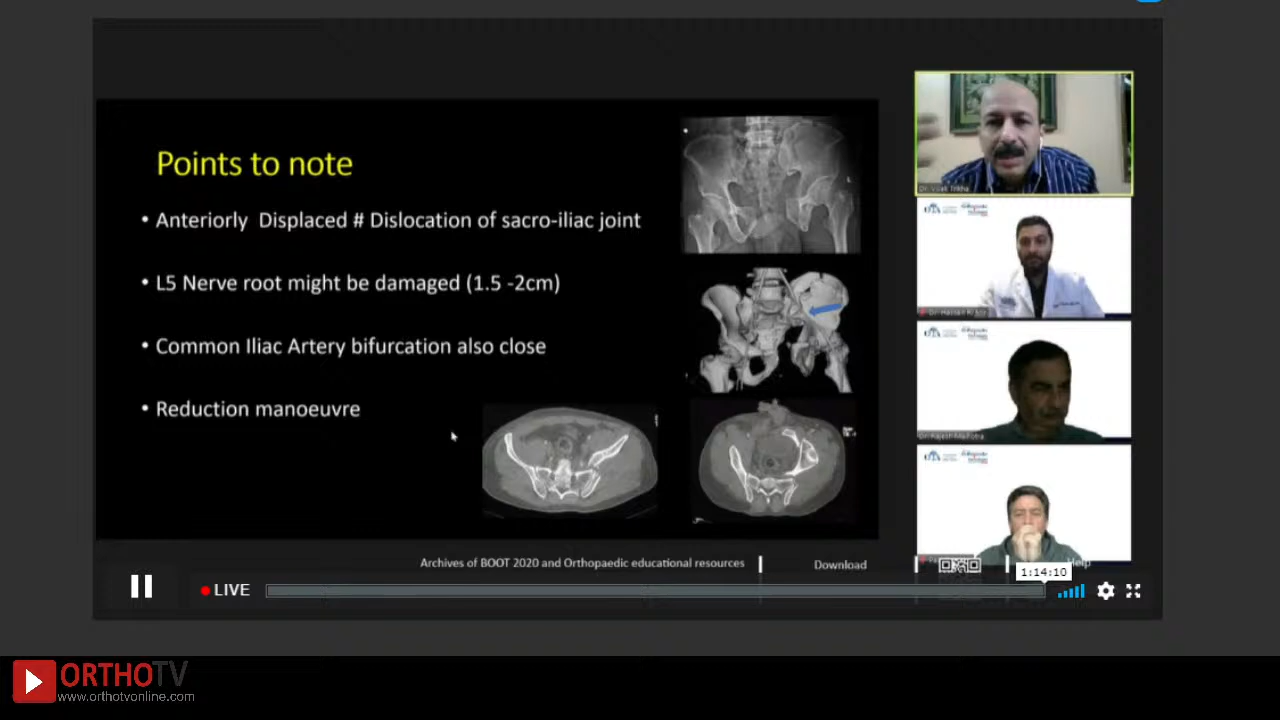 Points to note
• Anteriorly Displaced # Dislocation of sacro-iliac joint
• L5 Nerve root might be damaged (1.5 -2cm)
• Common Iliac Artery bifurcation also close
• Reduction manoeuvre
Archives of BOOT 2020 and Orthopaedic educational resources
Download
Help
1:14:10
LIVE
ORTHOTV
www.orthotvonline.com